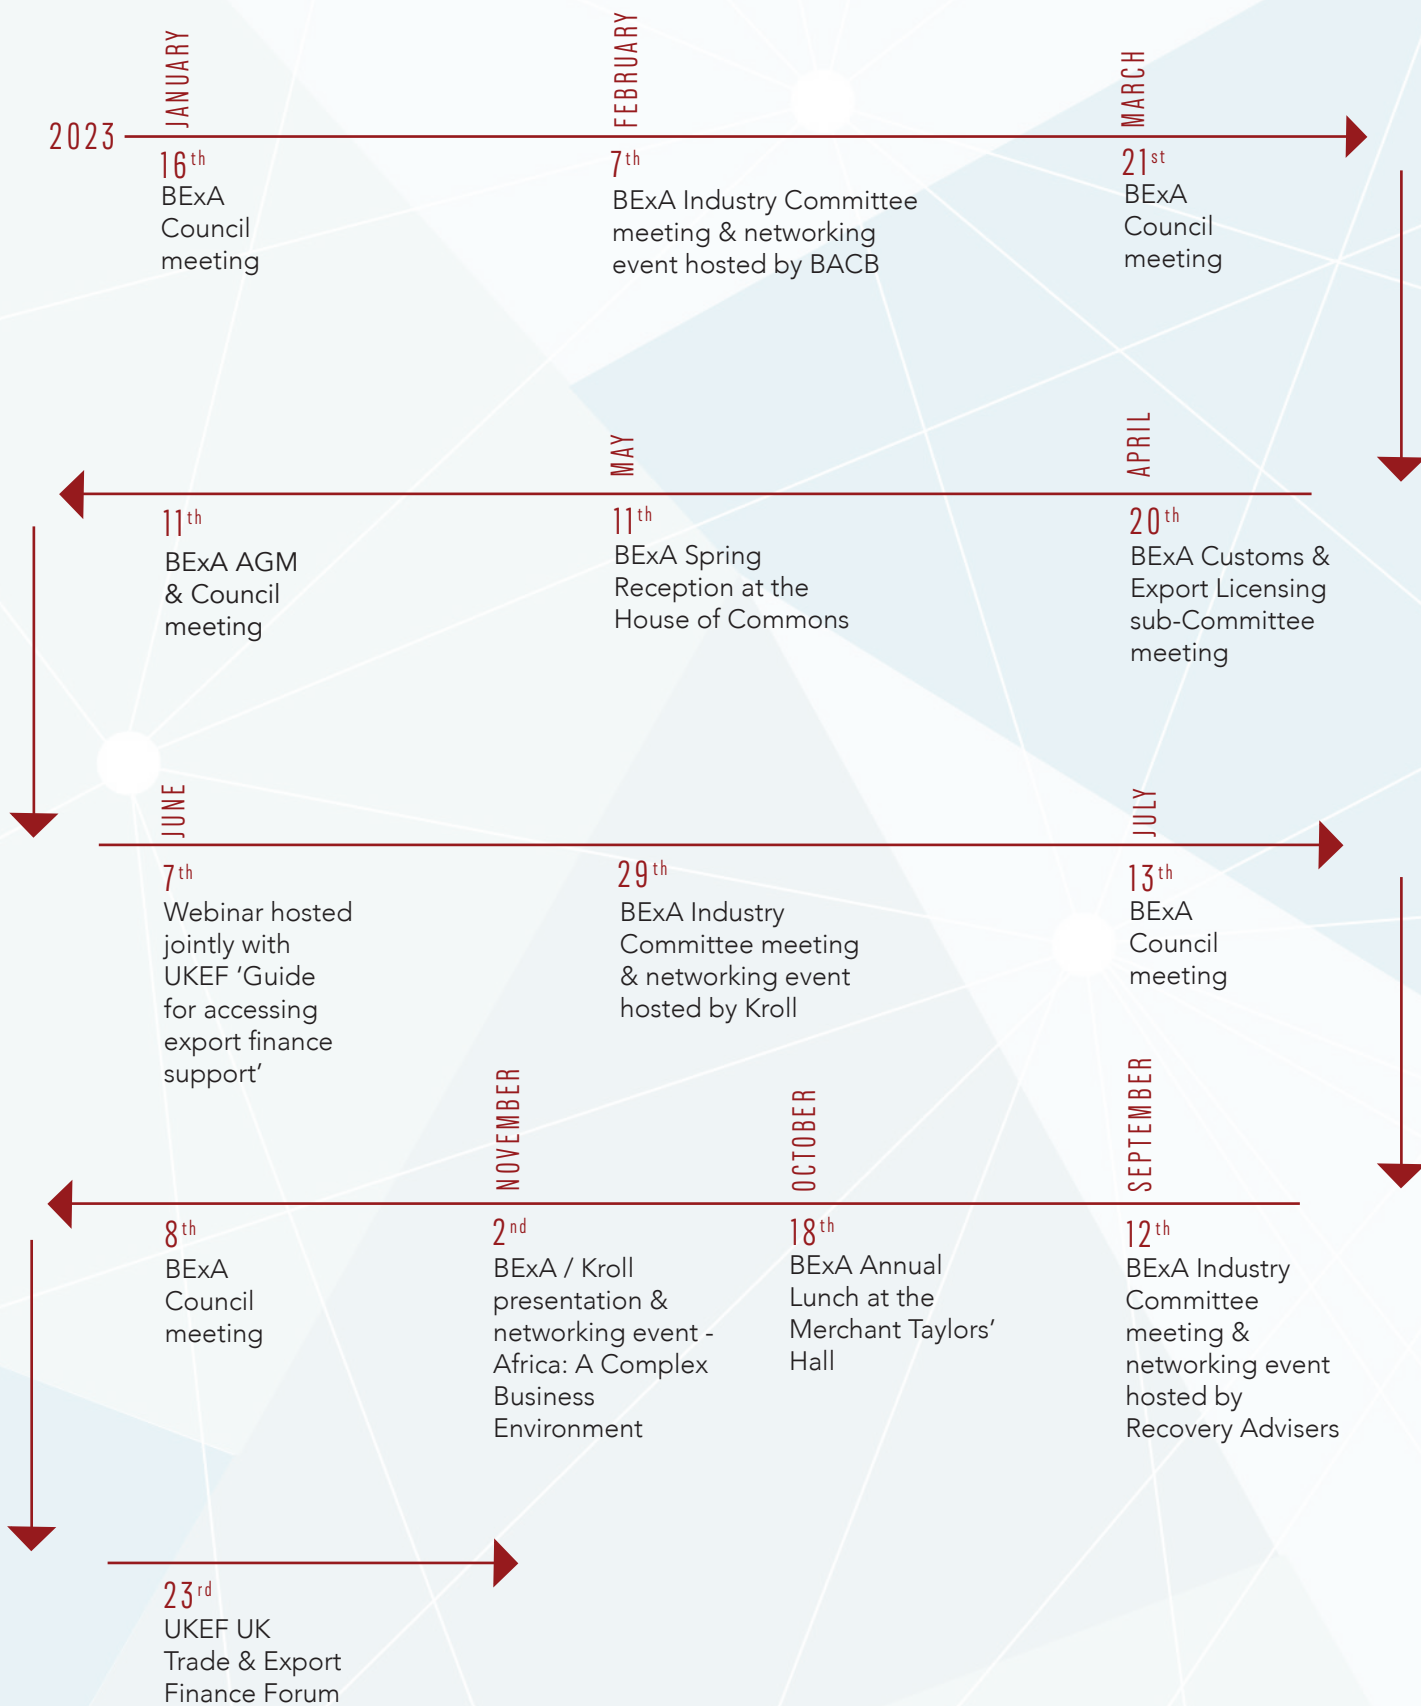 2023
JANUARY
16th
BExA
Council
meeting
FEBRUARY
7th
BExA Industry Committee
meeting & networking
event hosted by BACB
MARCH
21st
BExA
Council
meeting
APRIL
20th
BExA Customs &
Export Licensing
sub-Committee
meeting
MAY
11th
BExA Spring
Reception at the
House of Commons
11th
BExA AGM
& Council
meeting
JUNE
7th
Webinar hosted
jointly with
UKEF ‘Guide
for accessing
export finance
support’
29th
BExA Industry
Committee meeting
& networking event
hosted by Kroll
JULY
13th
BExA
Council
meeting
SEPTEMBER
12th
BExA Industry
Committee
meeting &
networking event
hosted by
Recovery Advisers
OCTOBER
18th
BExA Annual
Lunch at the
Merchant Taylors’
Hall
NOVEMBER
2nd
BExA / Kroll
presentation &
networking event -
Africa: A Complex
Business
Environment
8th
BExA
Council
meeting
23rd
UKEF UK
Trade & Export
Finance Forum